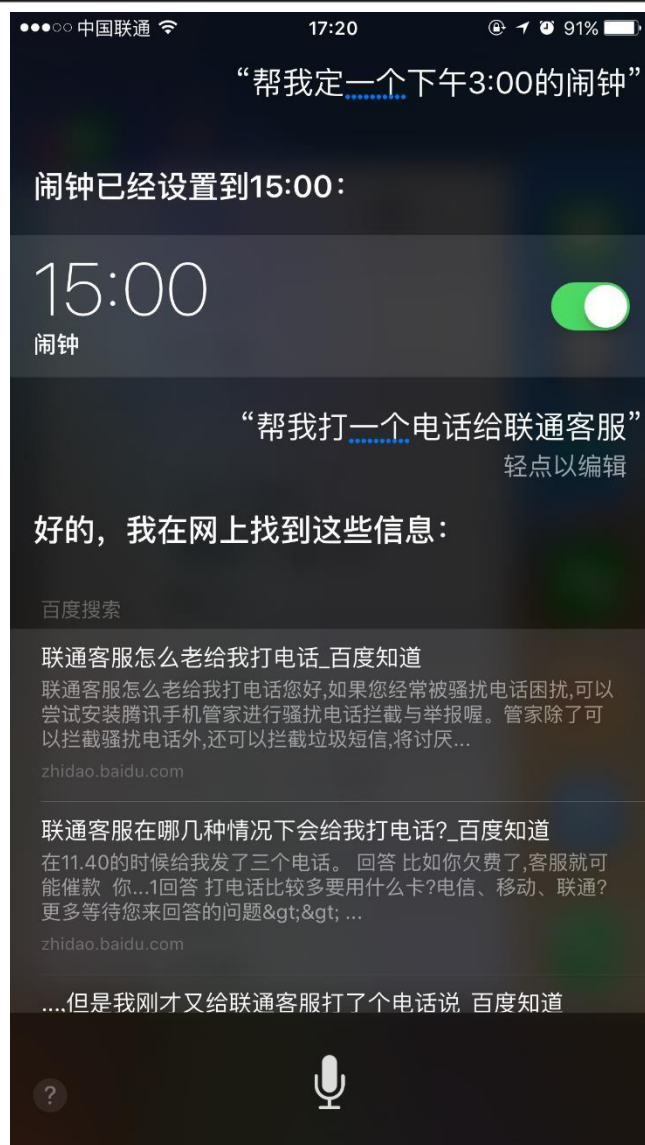 中国联通 17:20 91%
“帮我定一个下午3:00的闹钟”
闹钟已经设置到15:00：
15:00
闹钟
“帮我打一个电话给联通客服”
轻点以编辑
好的，我在网上找到这些信息：
百度搜索
联通客服怎么老给我打电话_百度知道
联通客服怎么老给我打电话您好,如果您经常被骚扰电话困扰,可以
尝试安装腾讯手机管家进行骚扰电话拦截与举报喔。管家除了可
以拦截骚扰电话外,还可以拦截垃圾短信,将讨厌...
zhidao.baidu.com
联通客服在哪几种情况下会给我打电话?_百度知道
在11.40的时候给我发了三个电话。 回答 比如你欠费了,客服就可
能催款 你...1回答 打电话比较多要用什么卡?电信、移动、联通?
更多等待您来回答的问题&gt;&gt; ...
zhidao.baidu.com
...,但是我刚才又给联通客服打了个电话说_百度知道
?